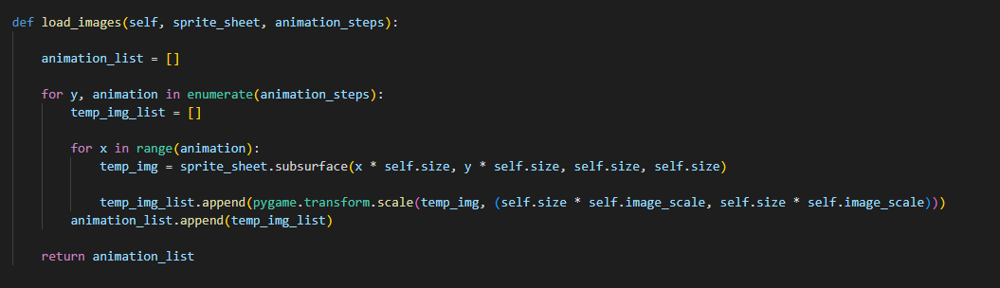 def load_images(self, sprite_sheet, animation_steps):
animation_list = []
for y, animation in enumerate(animation_steps):
temp_img_list = []
for x in range(animation):
temp_img = sprite_sheet.subsurface(x * self.size, y * self.size, self.size, self.size)
temp_img_list.append(pygame.transform.scale(temp_img, (self.size * self.image_scale, self.size * self.image_scale)))
animation_list.append(temp_img_list)
return animation_list